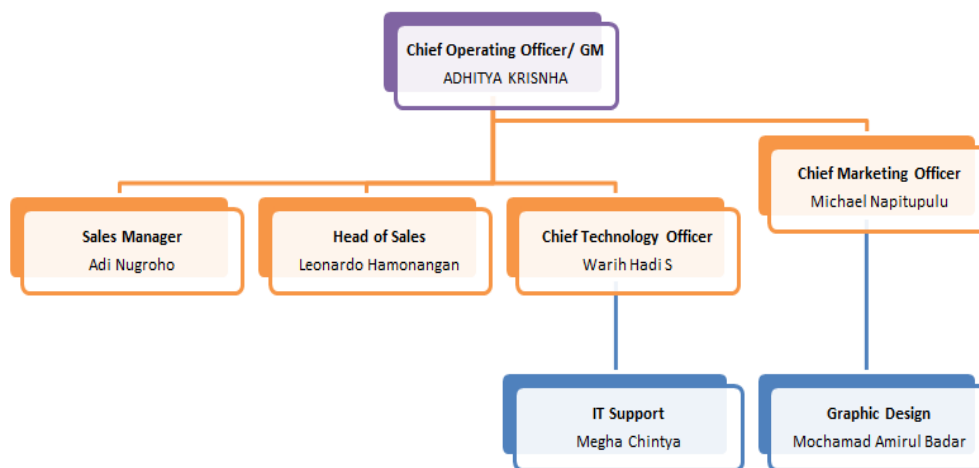 Chief Operating Officer/ GM
ADHITYA KRISNHA
Chief Marketing Officer
Michael Napitupulu
Sales Manager
Adi Nugroho
Head of Sales
Leonardo Hamonangan
Chief Technology Officer
Warih Hadi S
IT Support
Megha Chintya
Graphic Design
Mochamad Amirul Badar